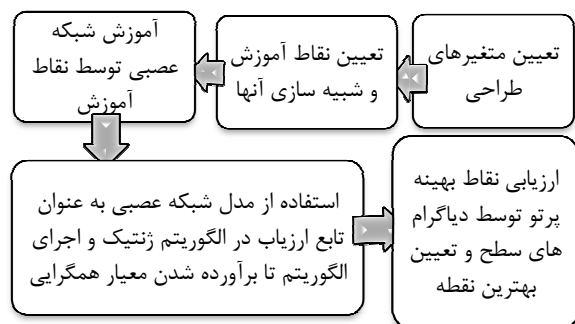 تعیین متغیرهای
طراحی
تعیین نقاط آموزش
و شبیه سازی آنها
آموزش شبکه
عصبی توسط نقاط
آموزش
استفاده از مدل شبکه عصبی به عنوان
تابع ارزیاب در الگوریتم ژنتیک و اجرای
الگوریتم تا برآورده شدن معیار همگرایی
ارزیابی نقاط بهینه
پرتو توسط دیاگرام
های سطح و تعیین
بهترین نقطه